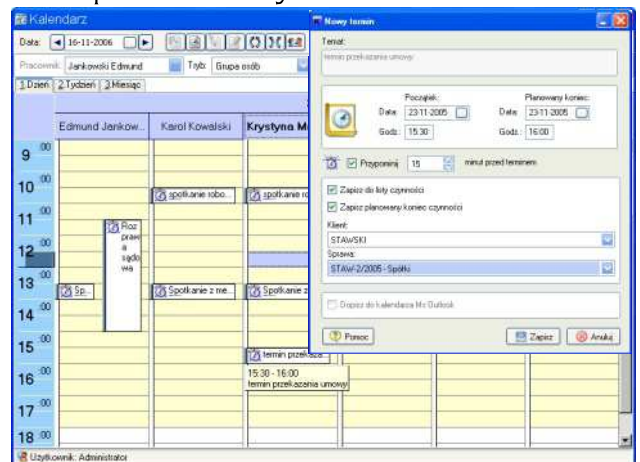 Kalendarz
Data: 16-11-2006
Pracownik Jankowski Edmund Tryb: Grupa osób
1.Dzień 2.Tydzień 3.Miesiąc
Edmund Jankow... Karol Kowalski Krystyna M
9 00
10 00
spotkanie robo... spotkanie ro
11 00
Roz
praw
a
sądo
wa
12 00
13 00
Sp... Spotkanie z me... Spotkanie z
14 00
15 00
termin przekaza...
15:30 - 16:00
termin przekazania umowy
16 00
17 00
18 00
Użytkownik: Administrator
Nowy termin
Temat:
termin przekazania umowy
Początek: Planowany koniec:
Data: 23-11-2005 Data: 23-11-2005
Godz.: 15:30 Godz.: 16:00
Przypomnij 15 minut przed terminem
Zapisz do listy czynności
Zapisz planowany koniec czynności
Klient:
STAWSKI
Sprawa:
STAW-2/2005 - Spółki
Dopisz do kalendarza Ms Outlook
Pomoc Zapisz Anuluj